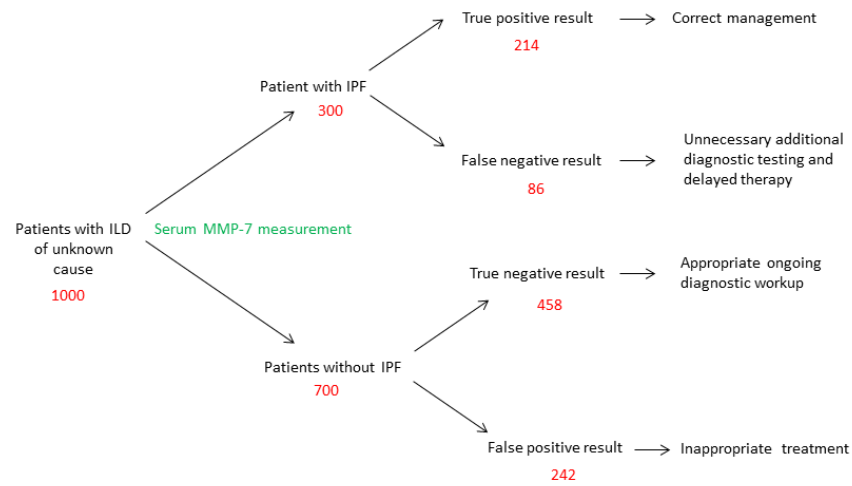 True positive result
214
Correct management
Patient with IPF
300
False negative result
86
Unnecessary additional
diagnostic testing and
delayed therapy
Patients with ILD
of unknown
cause
1000
Serum MMP-7 measurement
True negative result
458
Appropriate ongoing
diagnostic workup
Patients without IPF
700
False positive result
242
Inappropriate treatment